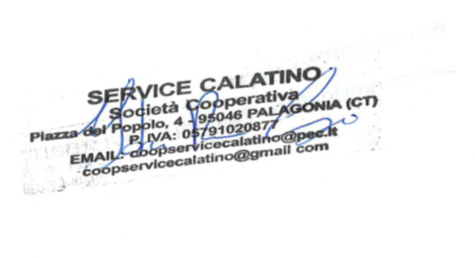 SERVICE CALATINO
Società Cooperativa
Piazza del Popolo, 4 - 95046 PALAGONIA (CT)
P. IVA: 05791020877
EMAIL: coopservicecalatino@pec.it
coopservicecalatino@gmail com